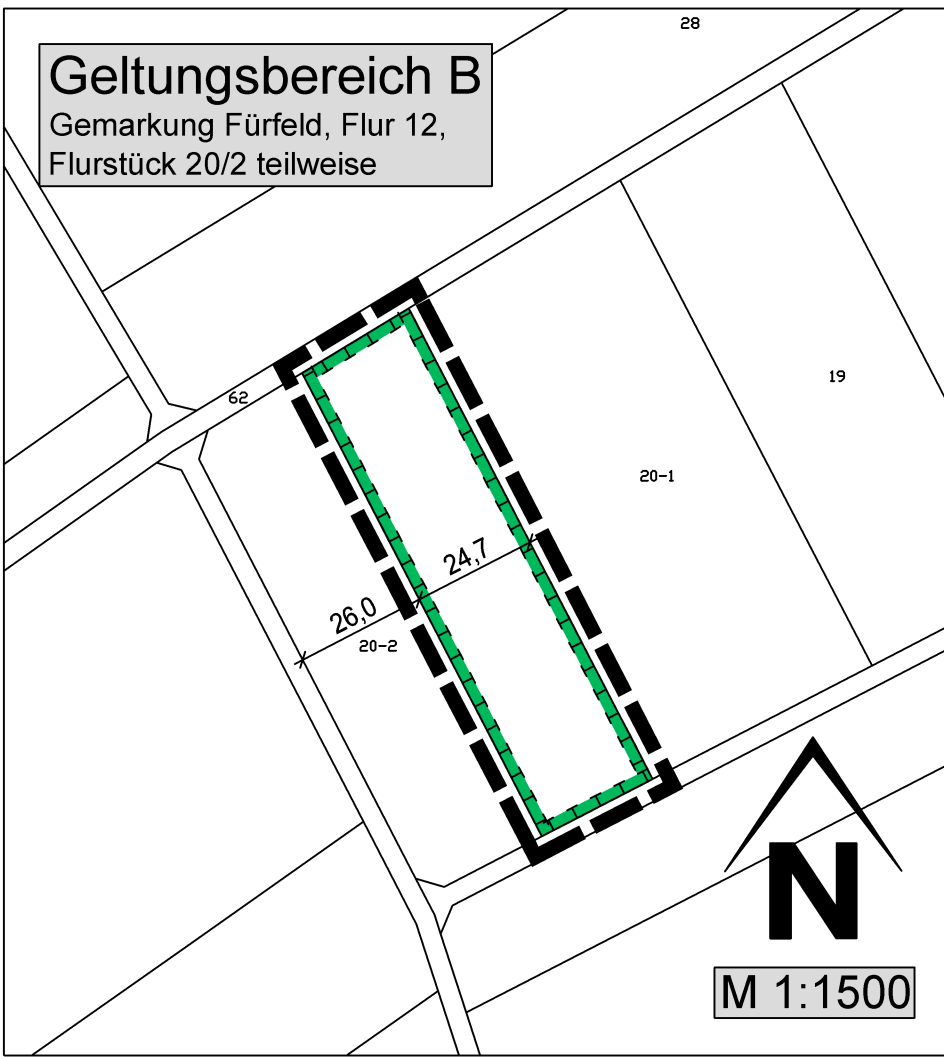 28
Geltungsbereich B
Gemarkung Fürfeld, Flur 12,
Flurstück 20/2 teilweise
62
19
20-1
24,7
26,0
20-2
N
M 1:1500